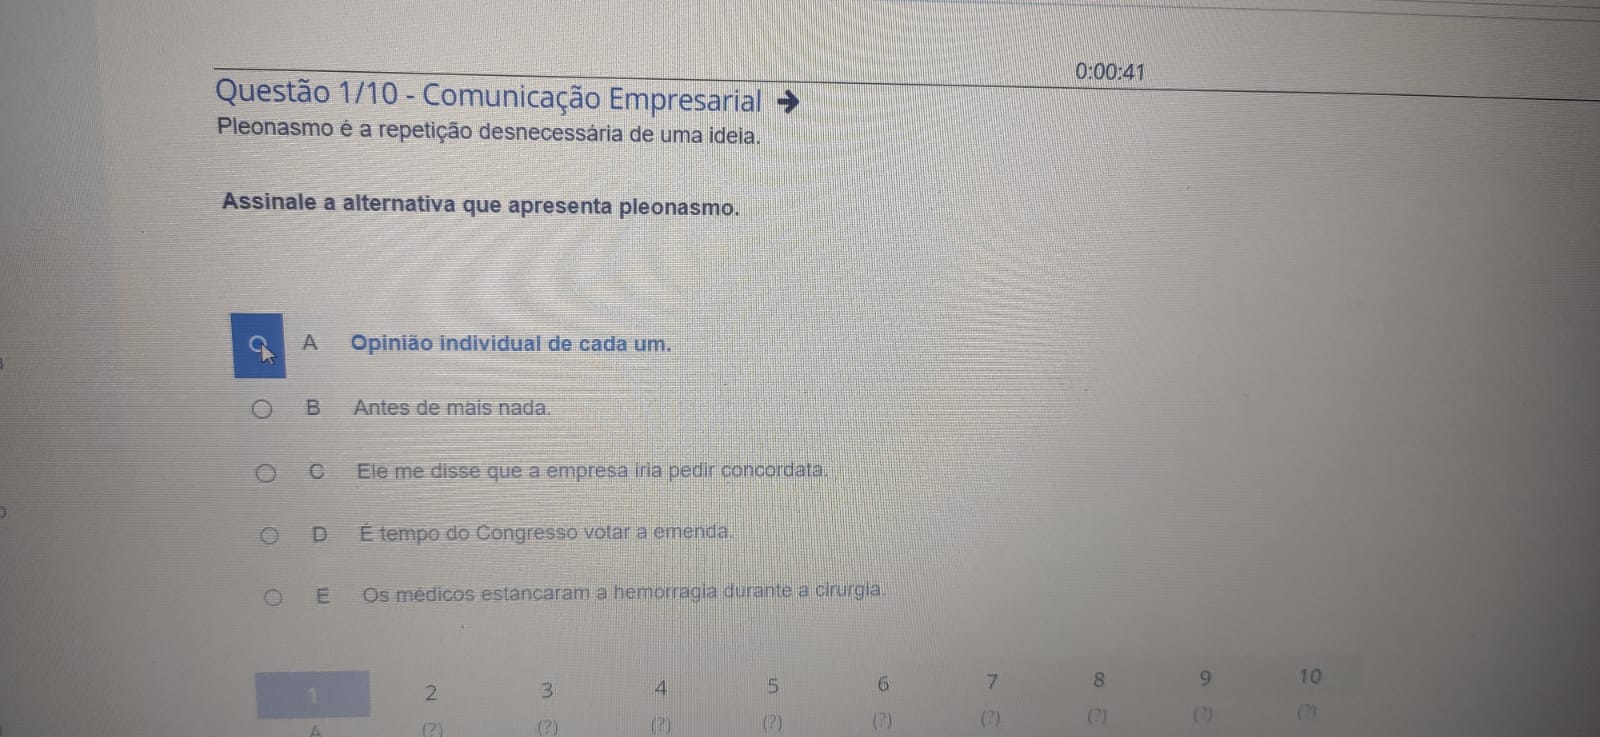 0:00:41
Questão 1/10 - Comunicação Empresarial
Pleonasmo é a repetição desnecessária de uma ideia.
Assinale a alternativa que apresenta pleonasmo.
A Opinião individual de cada um.
B Antes de mais nada.
C Ele me disse que a empresa iria pedir concordata.
D É tempo do Congresso votar a emenda.
E Os médicos estancaram a hemorragia durante a cirurgia.
1 2 3 4 5 6 7 8 9 10
A (?) (?) (?) (?) (?) (?) (?) (?) (?)